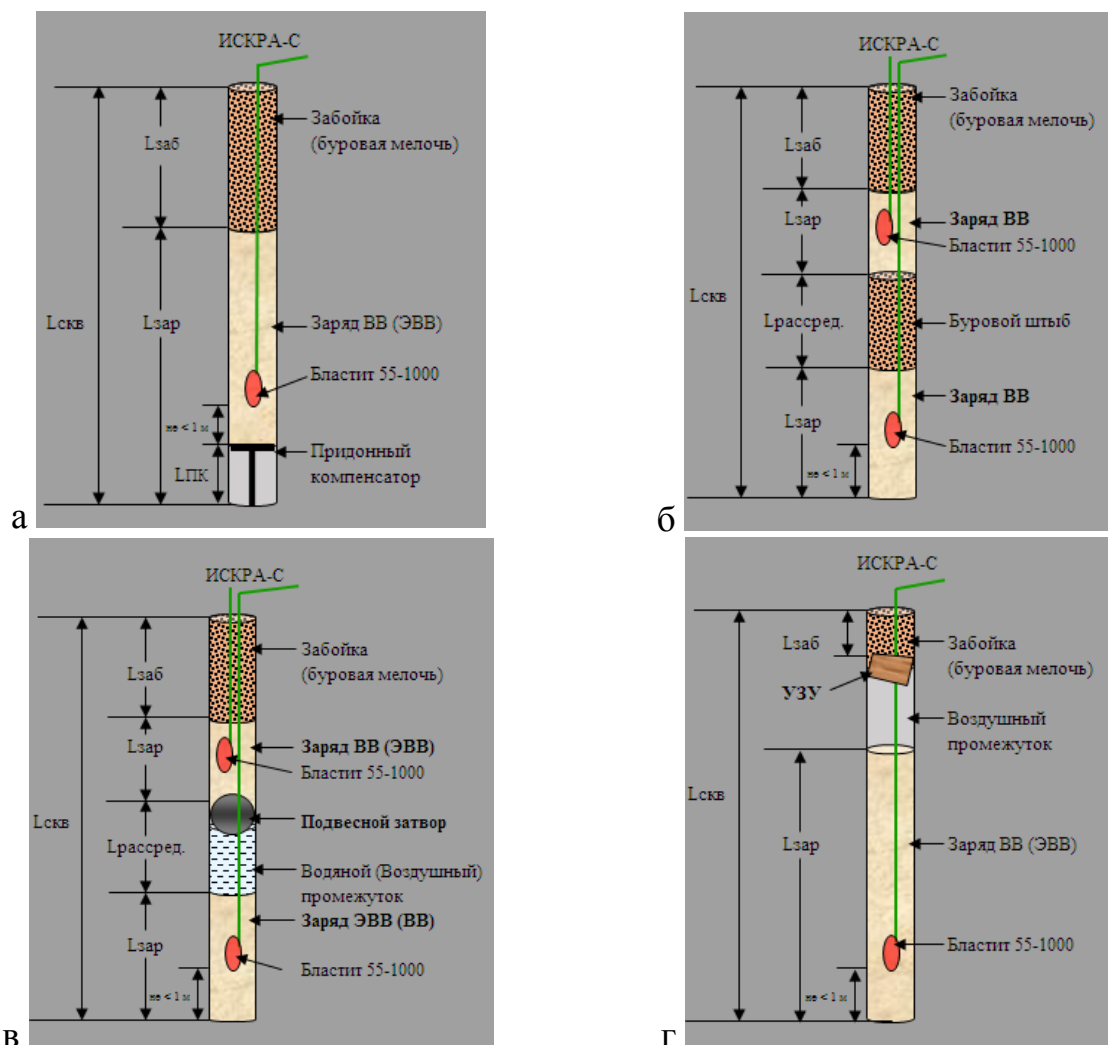 ИСКРА-С
Забойка
(буровая мелочь)
Lзаб
Lскв
Lзар
Заряд ВВ (ЭВВ)
Бластит 55-1000
не < 1 м
Придонный
компенсатор
LПК
а
ИСКРА-С
Забойка
(буровая мелочь)
Lзаб
Lзар
Заряд ВВ
Бластит 55-1000
Lскв
Lрассред.
Буровой штыб
Заряд ВВ
Lзар
Бластит 55-1000
не < 1 м
б
ИСКРА-С
Забойка
(буровая мелочь)
Lзаб
Lзар
Заряд ВВ (ЭВВ)
Бластит 55-1000
Lскв
Подвесной затвор
Lрассред.
Водяной (Воздушный)
промежуток
Заряд ЭВВ (ВВ)
Lзар
Бластит 55-1000
не < 1 м
в
ИСКРА-С
Lзаб
Забойка
(буровая мелочь)
УЗУ
Воздушный
промежуток
Lскв
Lзар
Заряд ВВ (ЭВВ)
Бластит 55-1000
не < 1 м
г